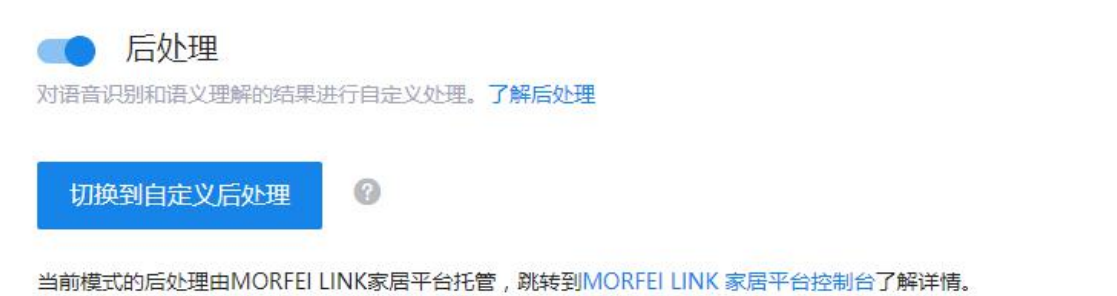 后处理
对语音识别和语义理解的结果进行自定义处理。了解后处理
切换到自定义后处理 ?
当前模式的后处理由MORFEI LINK家居平台托管，跳转到MORFEI LINK 家居平台控制台了解详情。